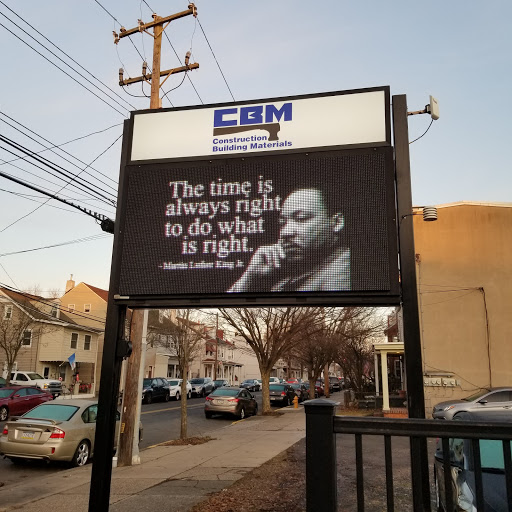 CBM
Construction
Building Materials
The time is
always right
to do what
is right.
-Martin Luther King, Jr.